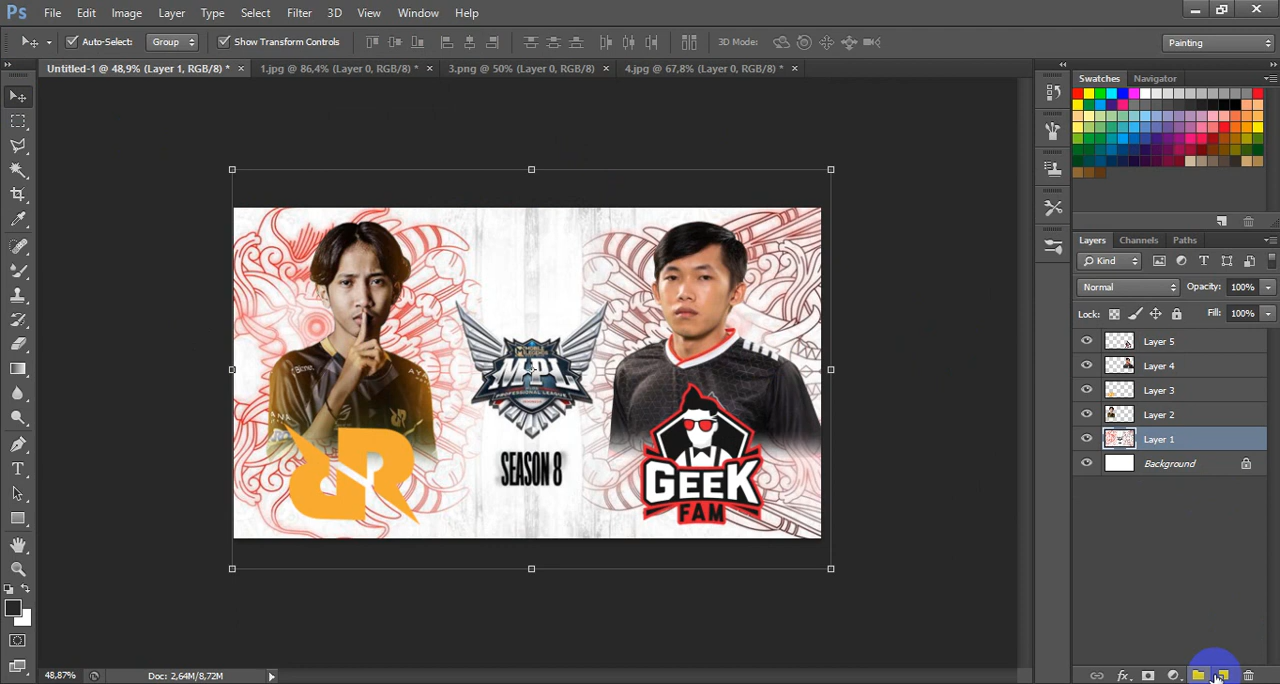 Ps File Edit Image Layer Type Select Filter 3D View Window Help
Auto-Select: Group Show Transform Controls 3D Mode: Painting
Untitled-1 @ 48,9% (Layer 1, RGB/8) * × 1.jpg @ 86,4% (Layer 0, RGB/8) * × 3.png @ 50% (Layer 0, RGB/8) × 4.jpg @ 67,8% (Layer 0, RGB/8) * ×
Swatches Navigator
Layers Channels Paths
Kind
Normal Opacity: 100%
Lock: Fill: 100%
Layer 5
Layer 4
Layer 3
Layer 2
Layer 1
Background
MPL
PROFESSIONAL LEAGUE
SEASON 8
GEEK
FAM
48,87% Doc: 2,64M/8,72M